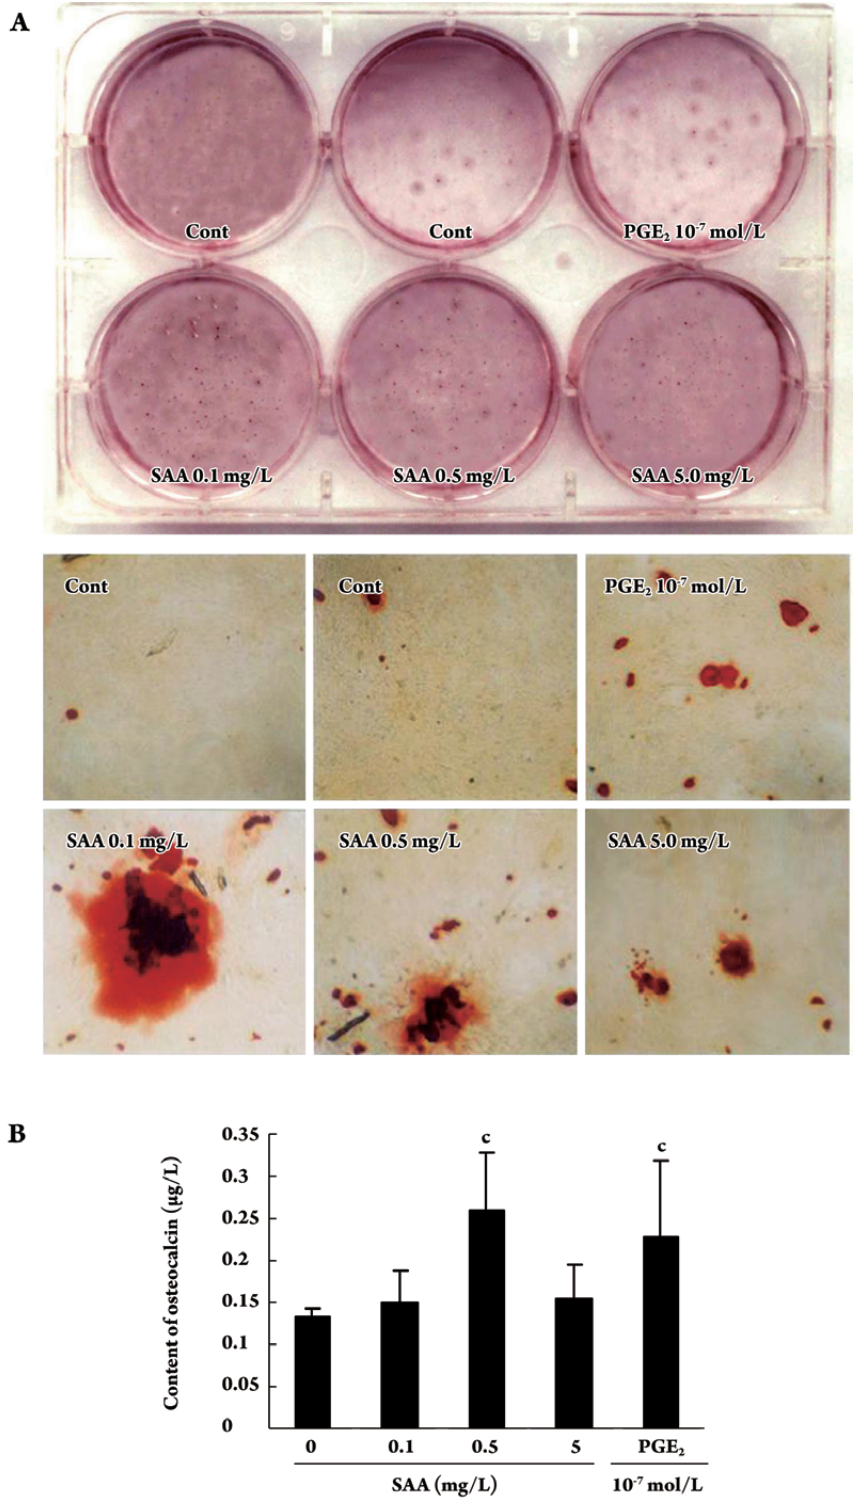 A
Cont
Cont
PGE₂ 10⁻⁷ mol/L
SAA 0.1 mg/L
SAA 0.5 mg/L
SAA 5.0 mg/L
Cont
Cont
PGE₂ 10⁻⁷ mol/L
SAA 0.1 mg/L
SAA 0.5 mg/L
SAA 5.0 mg/L
B
Content of osteocalcin (μg/L)
0.35
0.3
0.25
0.2
0.15
0.1
0.05
0
c
c
0 0.1 0.5 5 PGE₂
SAA (mg/L) 10⁻⁷ mol/L